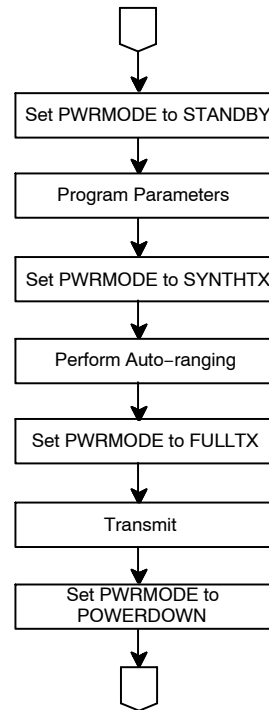 Set PWRMODE to STANDBY
Program Parameters
Set PWRMODE to SYNTHTX
Perform Auto−ranging
Set PWRMODE to FULLTX
Transmit
Set PWRMODE to
POWERDOWN